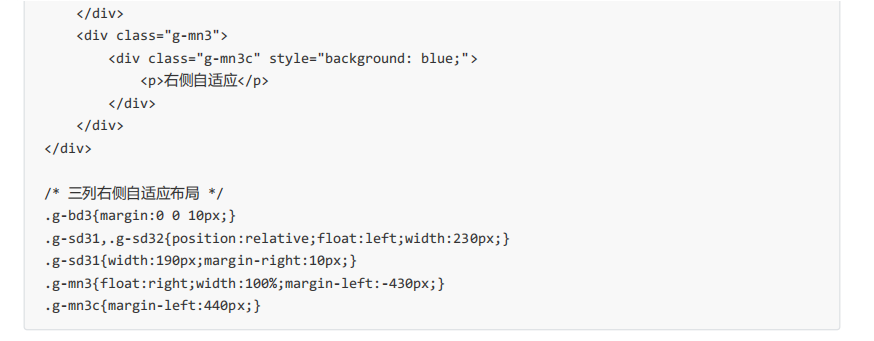 </div>
    <div class="g-mn3">
        <div class="g-mn3c" style="background: blue;">
            <p>右侧自适应</p>
        </div>
    </div>
</div>

/* 三列右侧自适应布局 */
.g-bd3{margin:0 0 10px;}
.g-sd31,.g-sd32{position:relative;float:left;width:230px;}
.g-sd31{width:190px;margin-right:10px;}
.g-mn3{float:right;width:100%;margin-left:-430px;}
.g-mn3c{margin-left:440px;}